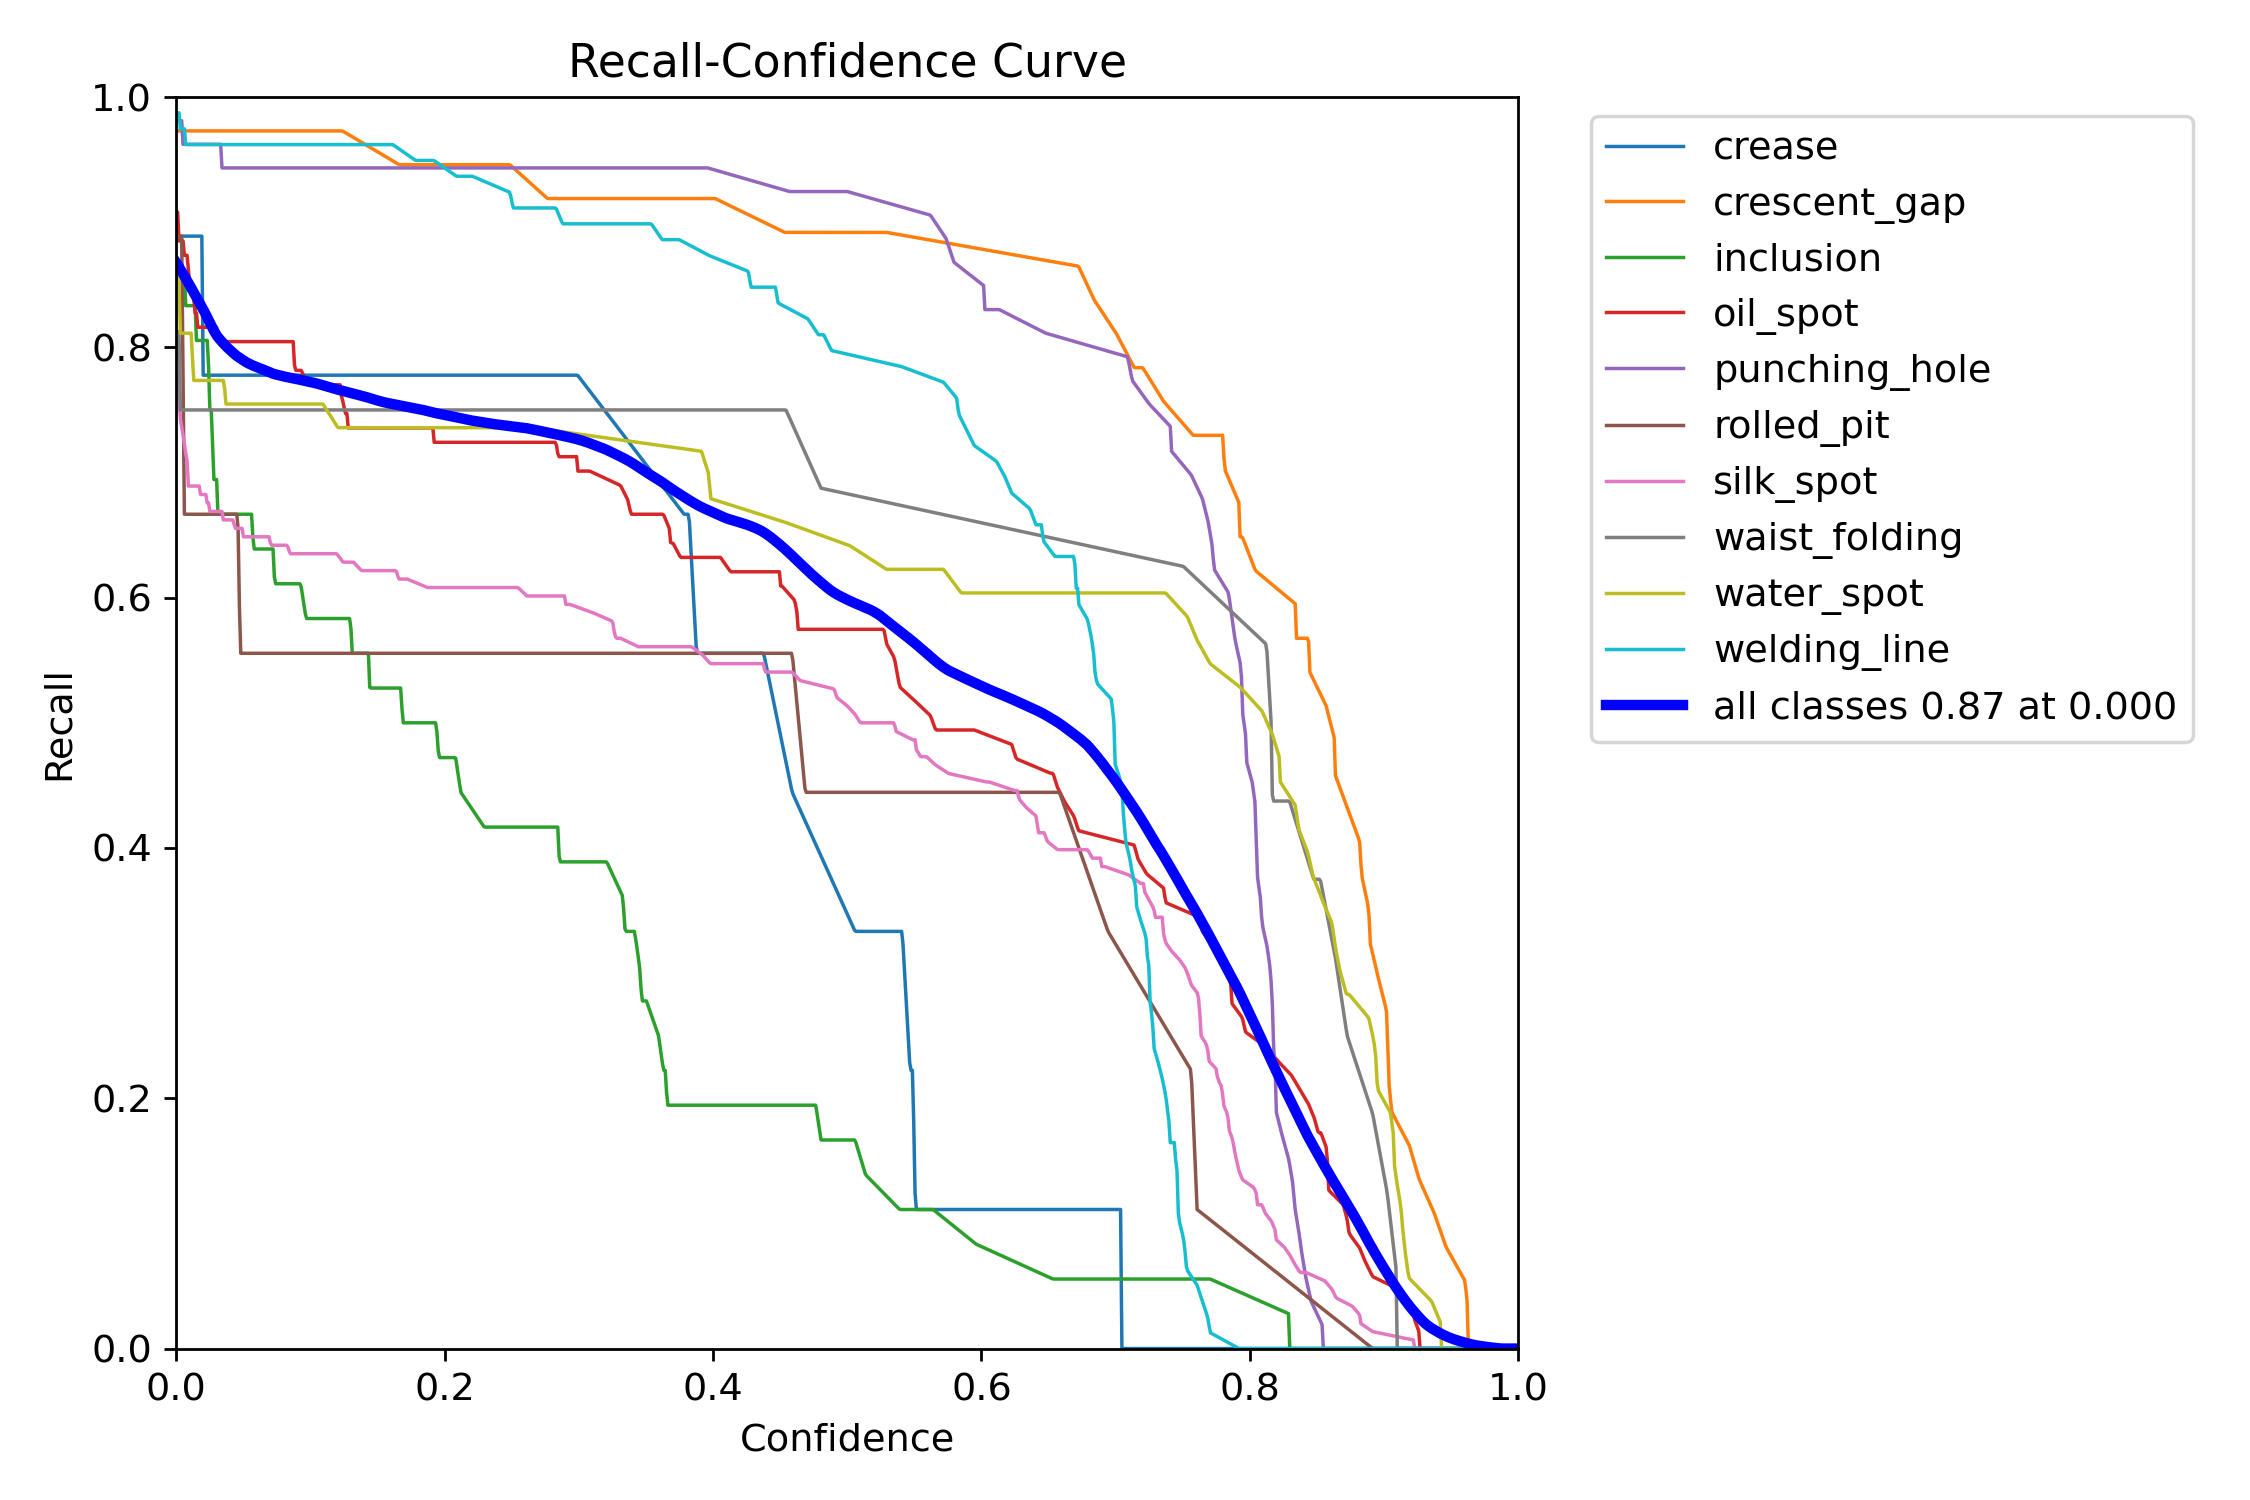 Recall-Confidence Curve
1.0
0.8
0.6
0.4
0.2
0.0
Recall
0.0 0.2 0.4 0.6 0.8 1.0
Confidence
crease
crescent_gap
inclusion
oil_spot
punching_hole
rolled_pit
silk_spot
waist_folding
water_spot
welding_line
all classes 0.87 at 0.000